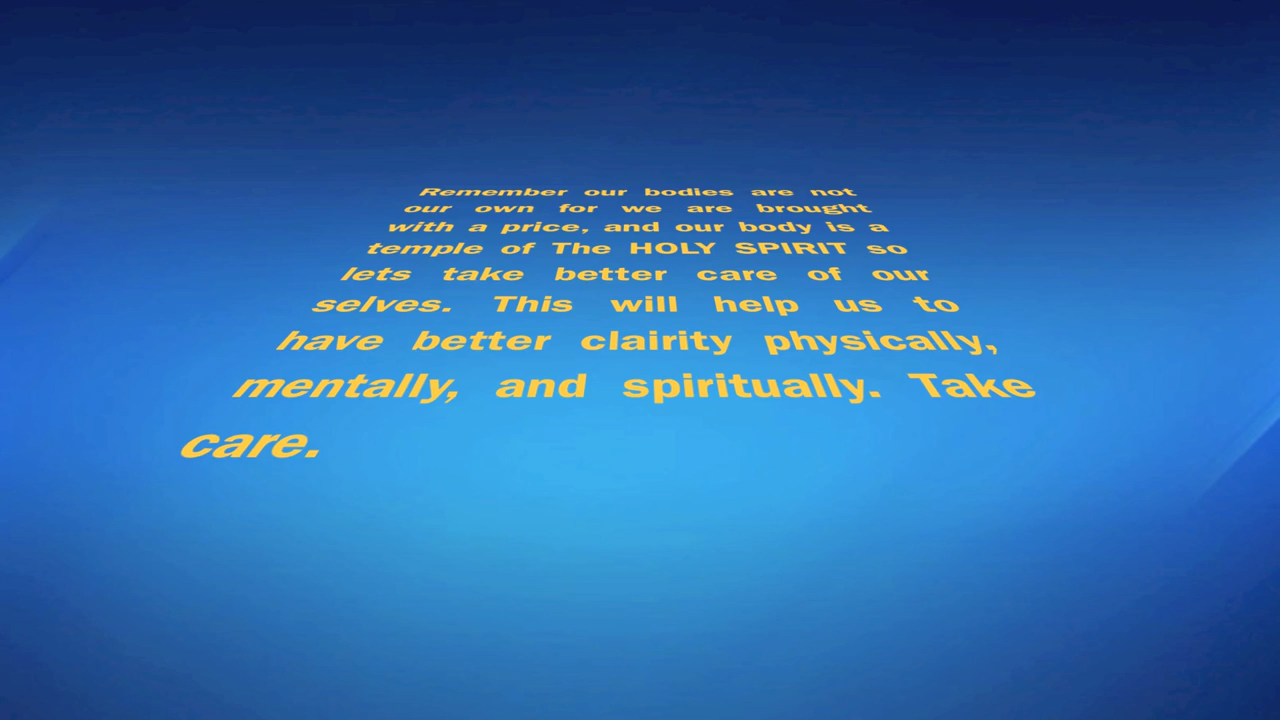 Remember our bodies are not
our own for we are brought
with a price, and our body is a
temple of The HOLY SPIRIT so
lets take better care of our
selves. This will help us to
have better clairity physically,
mentally, and spiritually. Take
care.